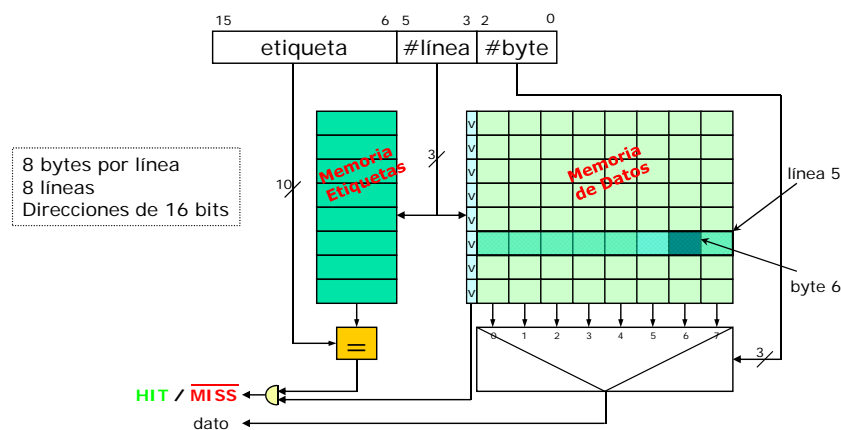 15 6 5 3 2 0
etiqueta #línea #byte
8 bytes por línea
8 líneas
Direcciones de 16 bits
10
3
Memoria
Etiquetas
v
v
v
v
v
v
v
v
Memoria
de Datos
línea 5
byte 6
0 1 2 3 4 5 6 7
=
3
HIT / MISS
dato